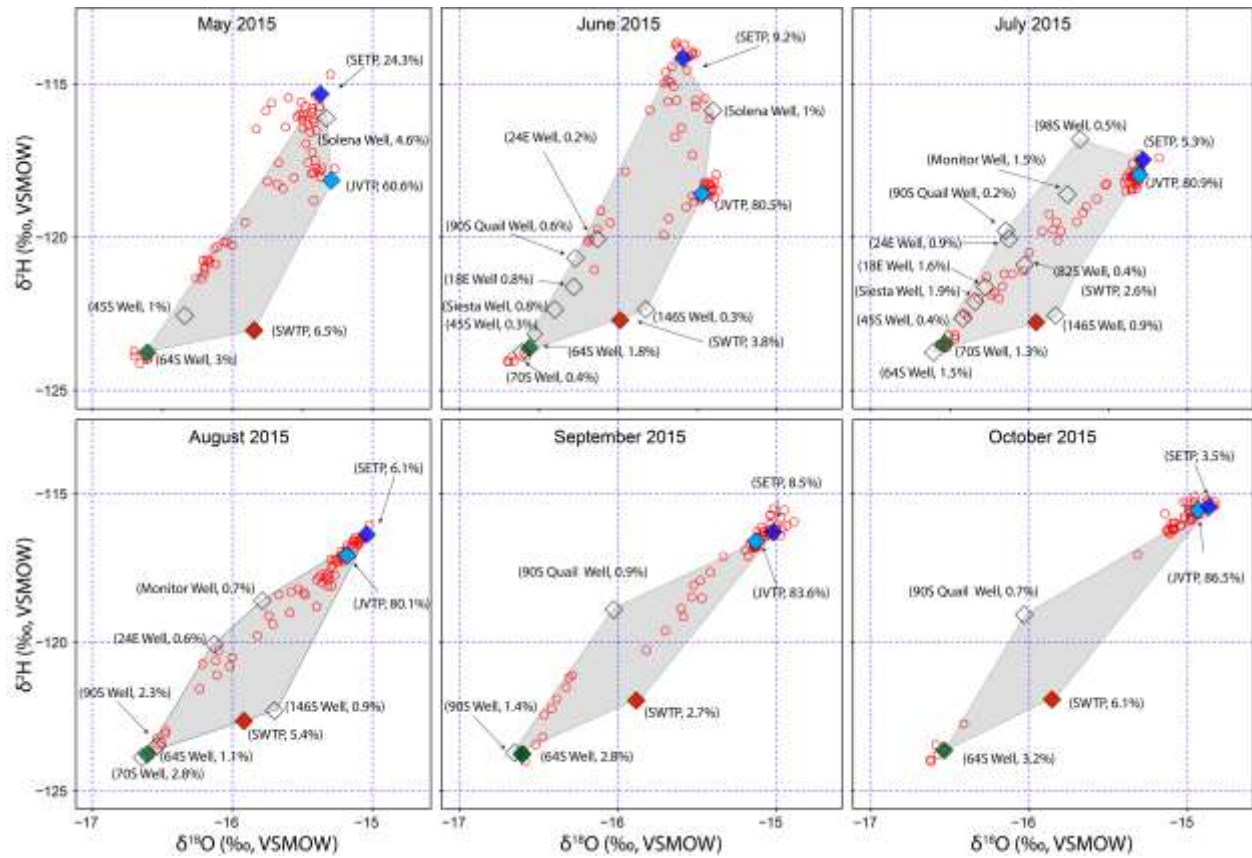 May 2015
(SETP, 24.3%)
(Solena Well, 4.6%)
(JVTP, 60.6%)
(45S Well, 1%)
(SWTP, 6.5%)
(64S Well, 3%)
June 2015
(SETP, 9.2%)
(Solena Well, 1%)
(24E Well, 0.2%)
(JVTP, 80.5%)
(90S Quail Well, 0.6%)
(18E Well 0.8%)
(Siesta Well, 0.8%)
(45S Well, 0.3%)
(146S Well, 0.3%)
(SWTP, 3.8%)
(64S Well, 1.8%)
(70S Well, 0.4%)
July 2015
(98S Well, 0.5%)
(SETP, 5.3%)
(Monitor Well, 1.5%)
(JVTP, 80.9%)
(90S Quail Well, 0.2%)
(24E Well, 0.9%)
(18E Well, 1.6%)
(82S Well, 0.4%)
(Siesta Well, 1.9%)
(SWTP, 2.6%)
(45S Well, 0.4%)
(146S Well, 0.9%)
(70S Well, 1.3%)
(64S Well, 1.5%)
δ²H (‰, VSMOW)
−115
−120
−125
August 2015
(SETP, 6.1%)
(Monitor Well, 0.7%)
(JVTP, 80.1%)
(24E Well, 0.6%)
(90S Well, 2.3%)
(146S Well, 0.9%)
(SWTP, 5.4%)
(64S Well, 1.1%)
(70S Well, 2.8%)
September 2015
(SETP, 8.5%)
(90S Quail Well, 0.9%)
(JVTP, 83.6%)
(90S Well, 1.4%)
(SWTP, 2.7%)
(64S Well, 2.8%)
October 2015
(SETP, 3.5%)
(90S Quail Well, 0.7%)
(JVTP, 86.5%)
(SWTP, 6.1%)
(64S Well, 3.2%)
δ²H (‰, VSMOW)
−115
−120
−125
−17 −16 −15
−17 −16 −15
−17 −16 −15
δ¹⁸O (‰, VSMOW)
δ¹⁸O (‰, VSMOW)
δ¹⁸O (‰, VSMOW)